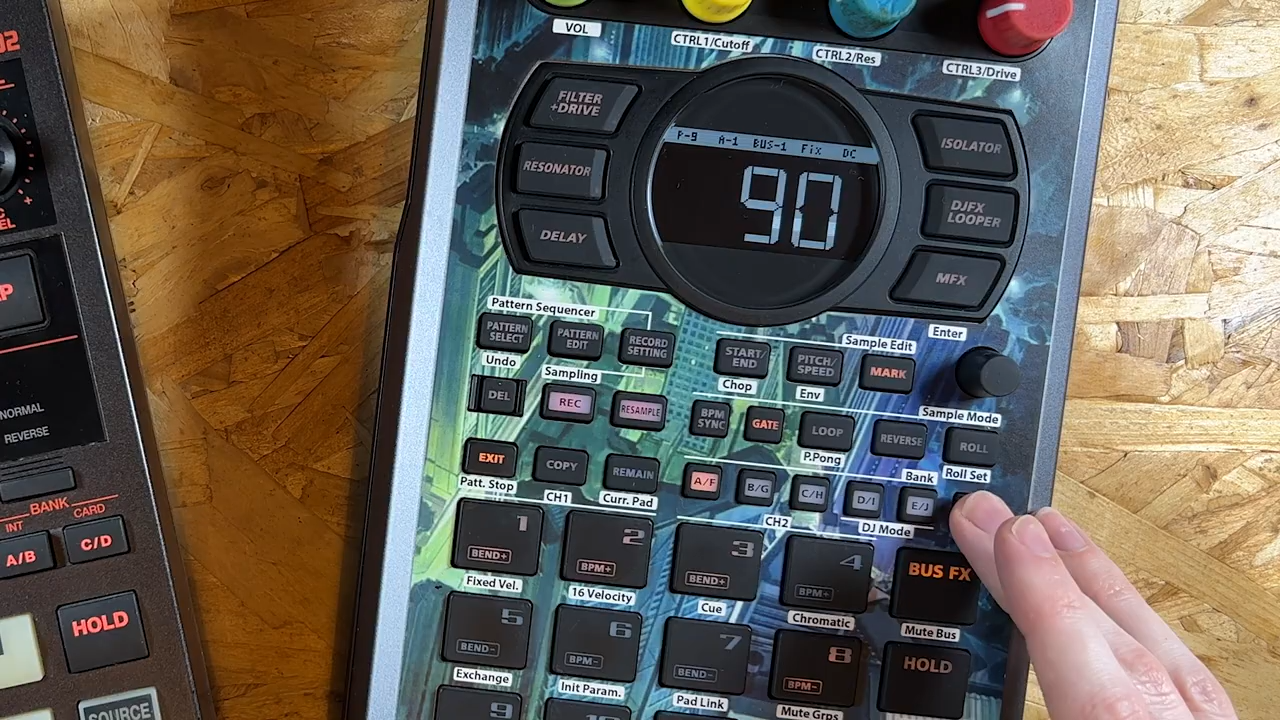 VOL
CTRL1/Cutoff
CTRL2/Res
CTRL3/Drive
FILTER
+DRIVE
RESONATOR
DELAY
P-9 A-1 BUS-1 Fix DC
90
ISOLATOR
DJFX
LOOPER
MFX
Enter
Pattern Sequencer
PATTERN
SELECT
PATTERN
EDIT
RECORD
SETTING
Sample Edit
START/
END
PITCH/
SPEED
MARK
Undo
Sampling
Chop
Env
DEL
REC
RESAMPLE
BPM
SYNC
GATE
LOOP
REVERSE
ROLL
Sample Mode
P.Pong
Roll Set
EXIT
COPY
REMAIN
A/F
B/G
C/H
D/I
E/J
Bank
Patt. Stop
CH1
Curr. Pad
CH2
DJ Mode
1
BEND+
2
BPM+
3
BEND+
4
BPM+
BUS FX
Fixed Vel.
16 Velocity
Cue
Chromatic
Mute Bus
5
BEND-
6
BPM-
7
BEND-
8
BPM-
HOLD
Exchange
Init Param.
Pad Link
Mute Grps
9
10
02
NORMAL
REVERSE
BANK
INT
CARD
A/B
C/D
HOLD
SOURCE